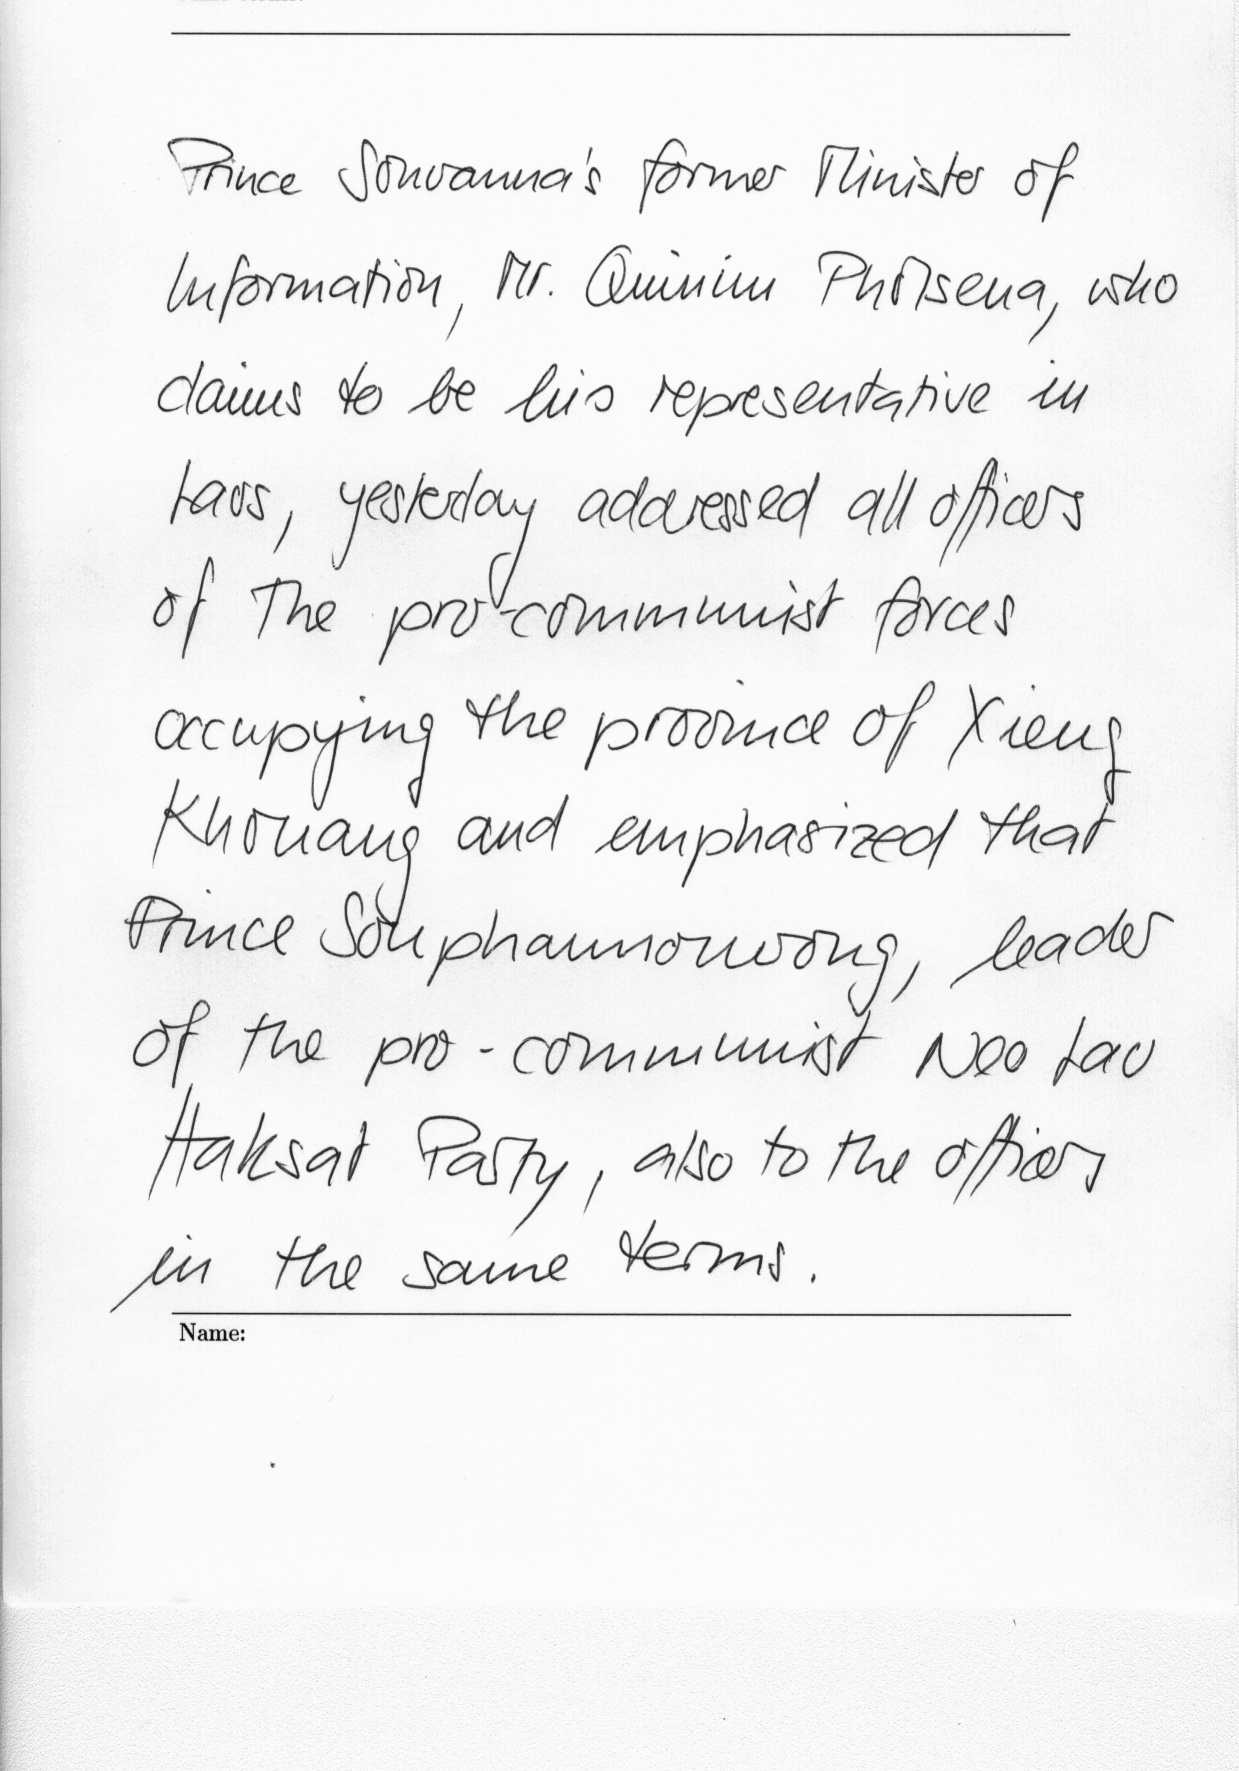 Prince Souvanna's former Minister of
Information, Mr. Quinim Pholsena, who
claims to be his representative in
Laos, yesterday addressed all officers
of the pro-communist forces
occupying the province of Xieng
Khouang and emphasized that
Prince Souphannouvong, leader
of the pro-communist Neo Lao
Haksat Party, also to the officers
in the same terms.
Name: